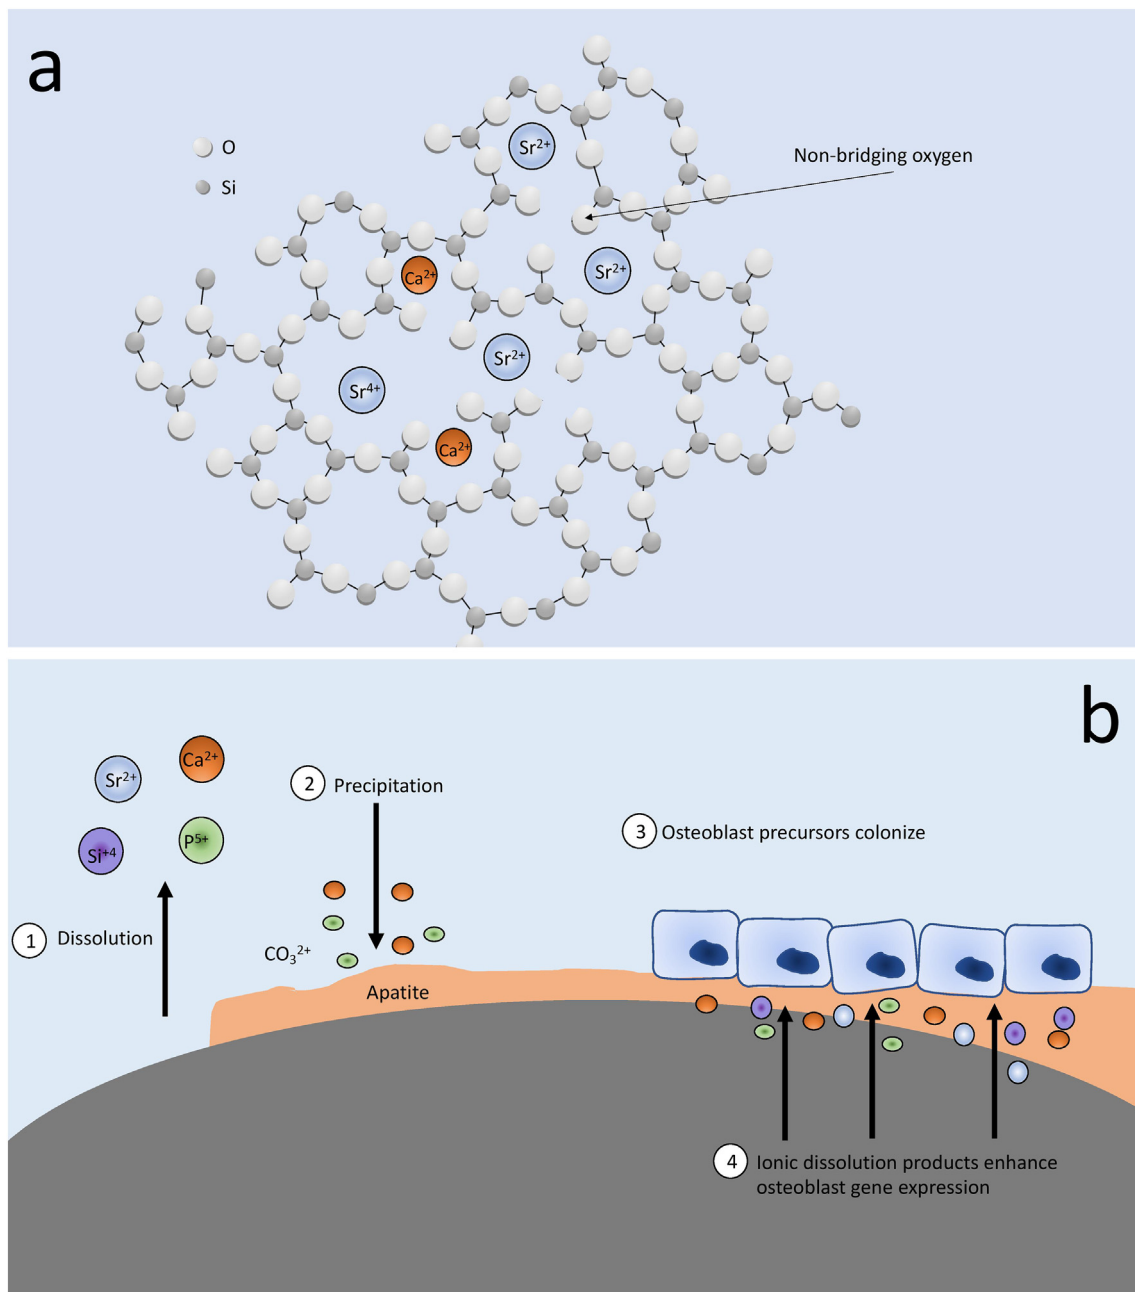 a
O
Si
Non-bridging oxygen
Sr²⁺
Ca²⁺
Sr²⁺
Sr²⁺
Sr⁴⁺
Ca²⁺
b
Ca²⁺
Sr²⁺
P⁵⁺
Si⁺⁴
1 Dissolution
2 Precipitation
CO₃²⁺
Apatite
3 Osteoblast precursors colonize
4 Ionic dissolution products enhance
osteoblast gene expression